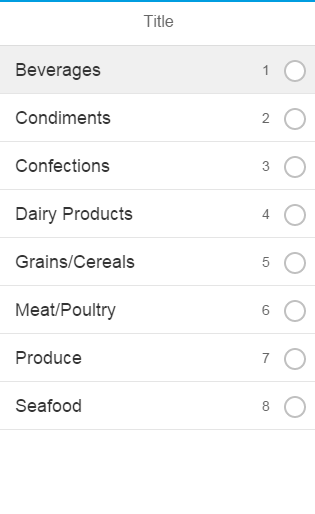 Title
Beverages 1
Condiments 2
Confections 3
Dairy Products 4
Grains/Cereals 5
Meat/Poultry 6
Produce 7
Seafood 8